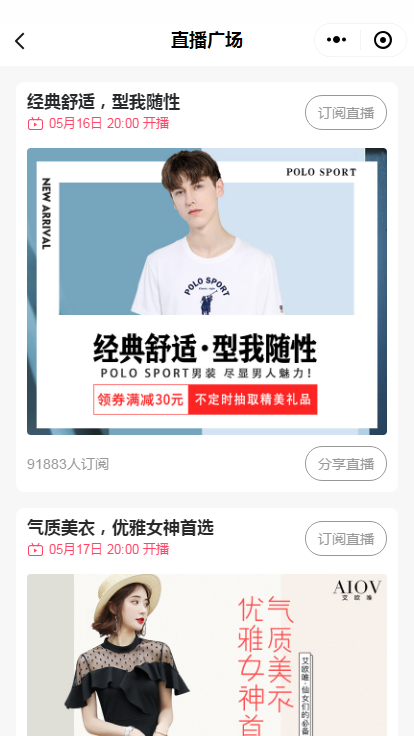 直播广场
经典舒适，型我随性
05月16日 20:00 开播
订阅直播
POLO SPORT
NEW ARRIVAL
POLO SPORT
经典舒适·型我随性
POLO SPORT男装 尽显男人魅力！
领券满减30元
不定时抽取精美礼品
91883人订阅
分享直播
气质美衣，优雅女神首选
05月17日 20:00 开播
订阅直播
AIOV
艾欧唯
气质美衣
优雅女神首
艾欧唯·仙女们的必备